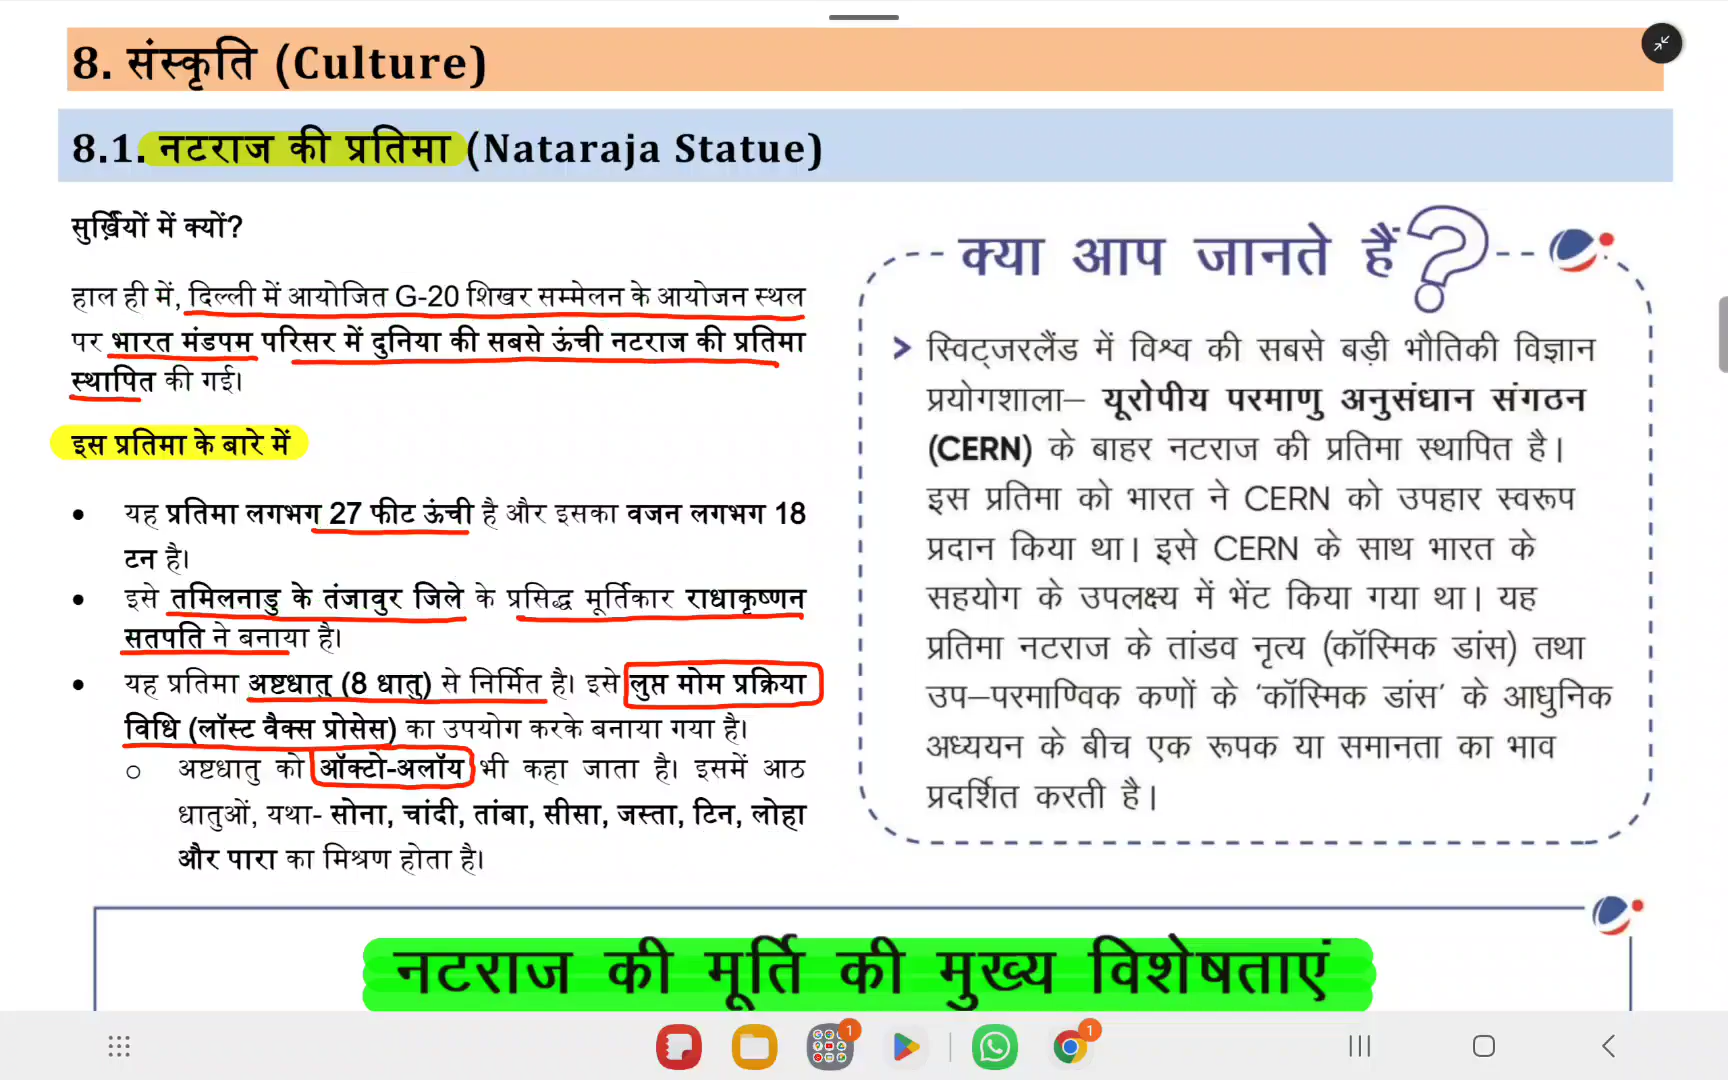 8. संस्कृति (Culture)
8.1. नटराज की प्रतिमा (Nataraja Statue)
सुर्ख़ियों में क्यों?
हाल ही में, दिल्ली में आयोजित G-20 शिखर सम्मेलन के आयोजन स्थल
पर भारत मंडपम परिसर में दुनिया की सबसे ऊंची नटराज की प्रतिमा
स्थापित की गई।
इस प्रतिमा के बारे में
• यह प्रतिमा लगभग 27 फीट ऊंची है और इसका वजन लगभग 18
टन है।
• इसे तमिलनाडु के तंजावुर जिले के प्रसिद्ध मूर्तिकार राधाकृष्णन
सतपति ने बनाया है।
• यह प्रतिमा अष्टधातु (8 धातु) से निर्मित है। इसे लुप्त मोम प्रक्रिया
विधि (लॉस्ट वैक्स प्रोसेस) का उपयोग करके बनाया गया है।
○ अष्टधातु को ऑक्टो-अलॉय भी कहा जाता है। इसमें आठ
धातुओं, यथा- सोना, चांदी, तांबा, सीसा, जस्ता, टिन, लोहा
और पारा का मिश्रण होता है।
क्या आप जानते हैं?
> स्विट्जरलैंड में विश्व की सबसे बड़ी भौतिकी विज्ञान
प्रयोगशाला– यूरोपीय परमाणु अनुसंधान संगठन
(CERN) के बाहर नटराज की प्रतिमा स्थापित है।
इस प्रतिमा को भारत ने CERN को उपहार स्वरूप
प्रदान किया था। इसे CERN के साथ भारत के
सहयोग के उपलक्ष्य में भेंट किया गया था। यह
प्रतिमा नटराज के तांडव नृत्य (कॉस्मिक डांस) तथा
उप–परमाण्विक कणों के 'कॉस्मिक डांस' के आधुनिक
अध्ययन के बीच एक रूपक या समानता का भाव
प्रदर्शित करती है।
नटराज की मूर्ति की मुख्य विशेषताएं
1
1